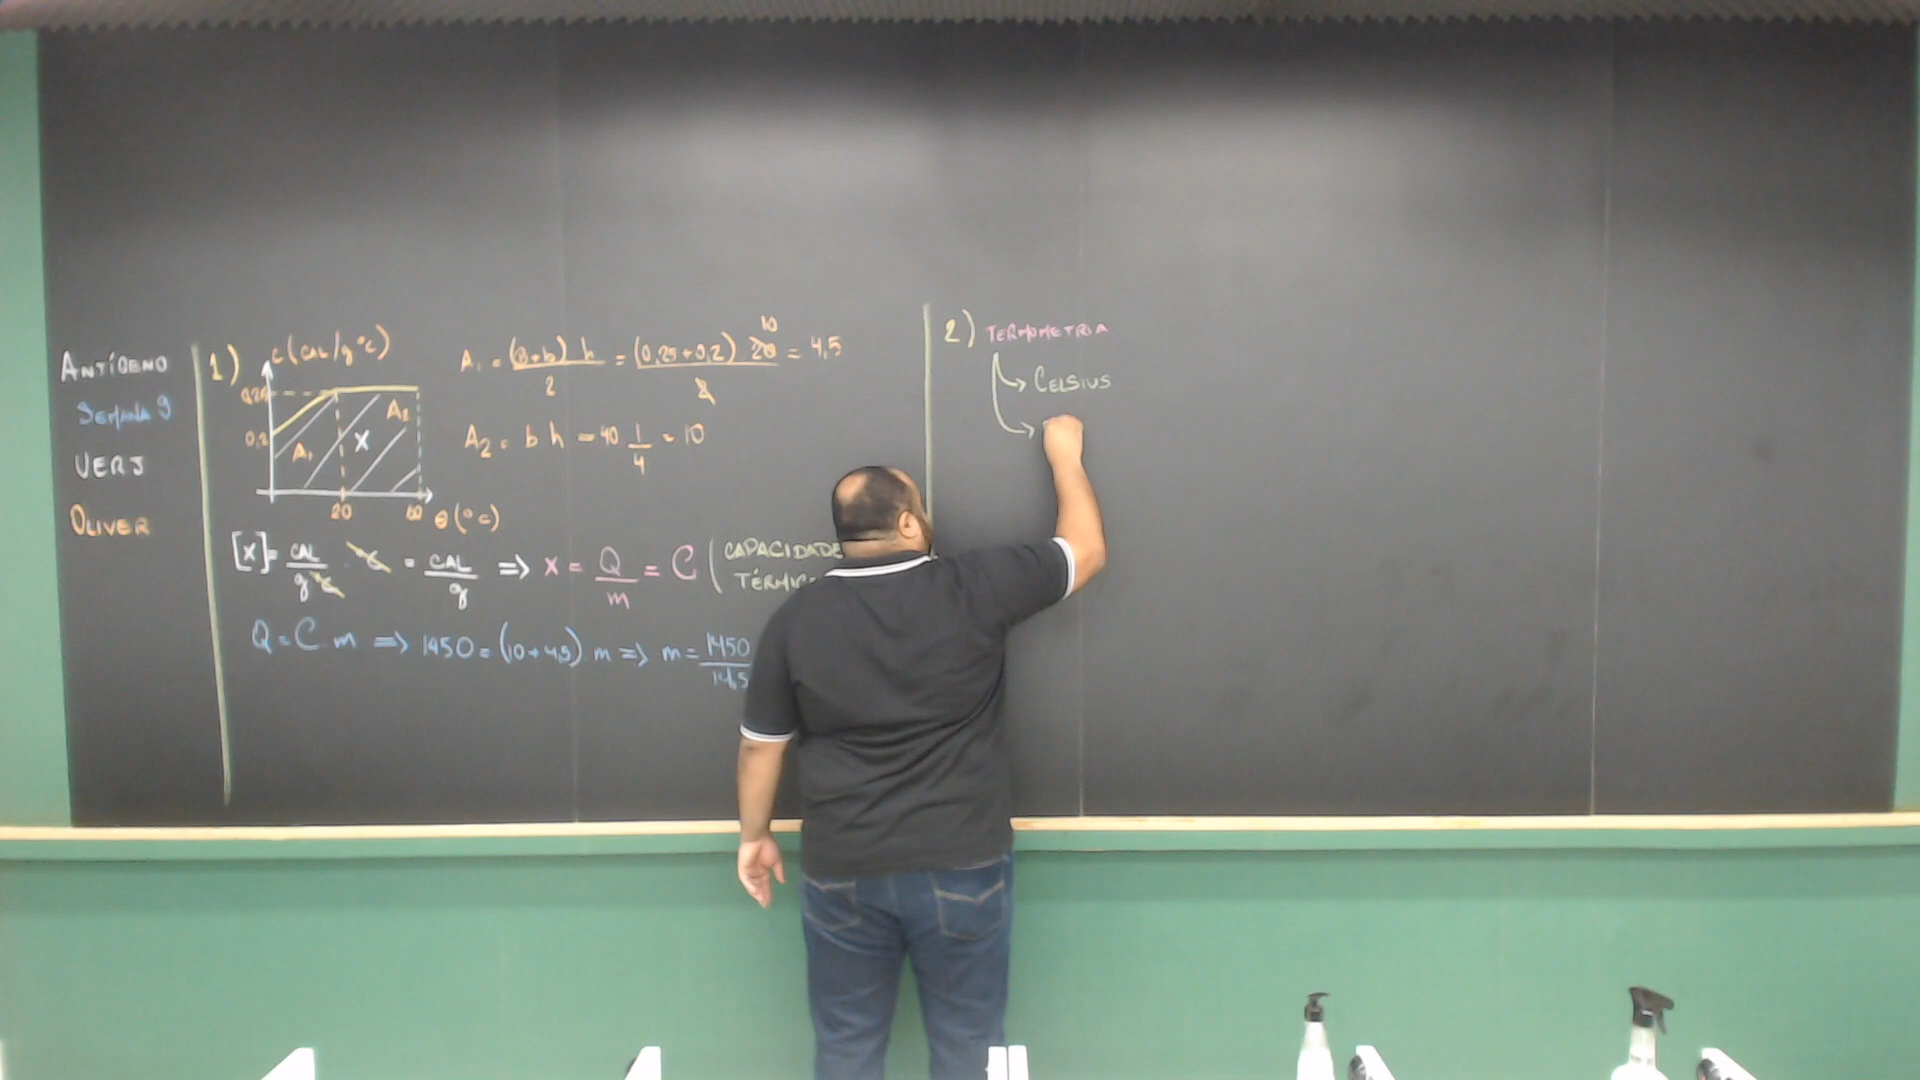 ANTÍGENO
SEMANA 9
UERJ
OLIVER
1)
c (CAL/g°C)
0,25
0,2
A₁
X
A₂
20
60
θ (°C)
A₁ = (B+b) h / 2 = (0,25+0,2) 20 / 2 = 4,5
10
A₂ = b h = 40 1/4 = 10
[X] = CAL / g°C . °C = CAL / g => X = Q / m = C (CAPACIDADE
Q = C . m => 1450 = (10+4,5) m => m = 1450 / 14,5
2) TERMOMETRIA
CELSIUS